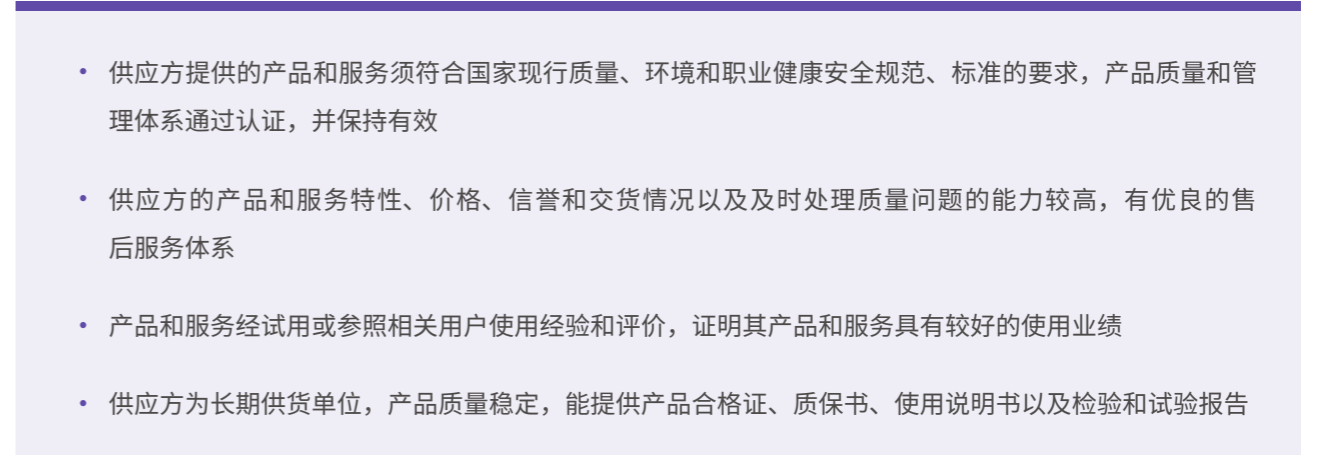 • 供应方提供的产品和服务须符合国家现行质量、环境和职业健康安全规范、标准的要求，产品质量和管
理体系通过认证，并保持有效
• 供应方的产品和服务特性、价格、信誉和交货情况以及及时处理质量问题的能力较高，有优良的售
后服务体系
• 产品和服务经试用或参照相关用户使用经验和评价，证明其产品和服务具有较好的使用业绩
• 供应方为长期供货单位，产品质量稳定，能提供产品合格证、质保书、使用说明书以及检验和试验报告